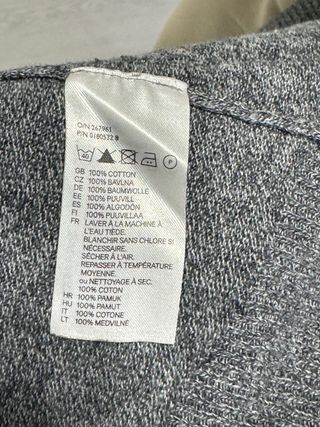 O/N 267961
P/N 0180532 8
40 P
GB 100% COTTON
CZ 100% BAVLNA
DE 100% BAUMWOLLE
EE 100% PUUVILL
ES 100% ALGODÓN
FI 100% PUUVILLAA
FR LAVER À LA MACHINE À
L'EAU TIÈDE.
BLANCHIR SANS CHLORE SI
NÉCESSAIRE.
SÉCHER À L'AIR.
REPASSER À TEMPÉRATURE
MOYENNE.
ou NETTOYAGE À SEC.
100% COTON
HR 100% PAMUK
HU 100% PAMUT
IT 100% COTONE
LT 100% MEDVILNĖ